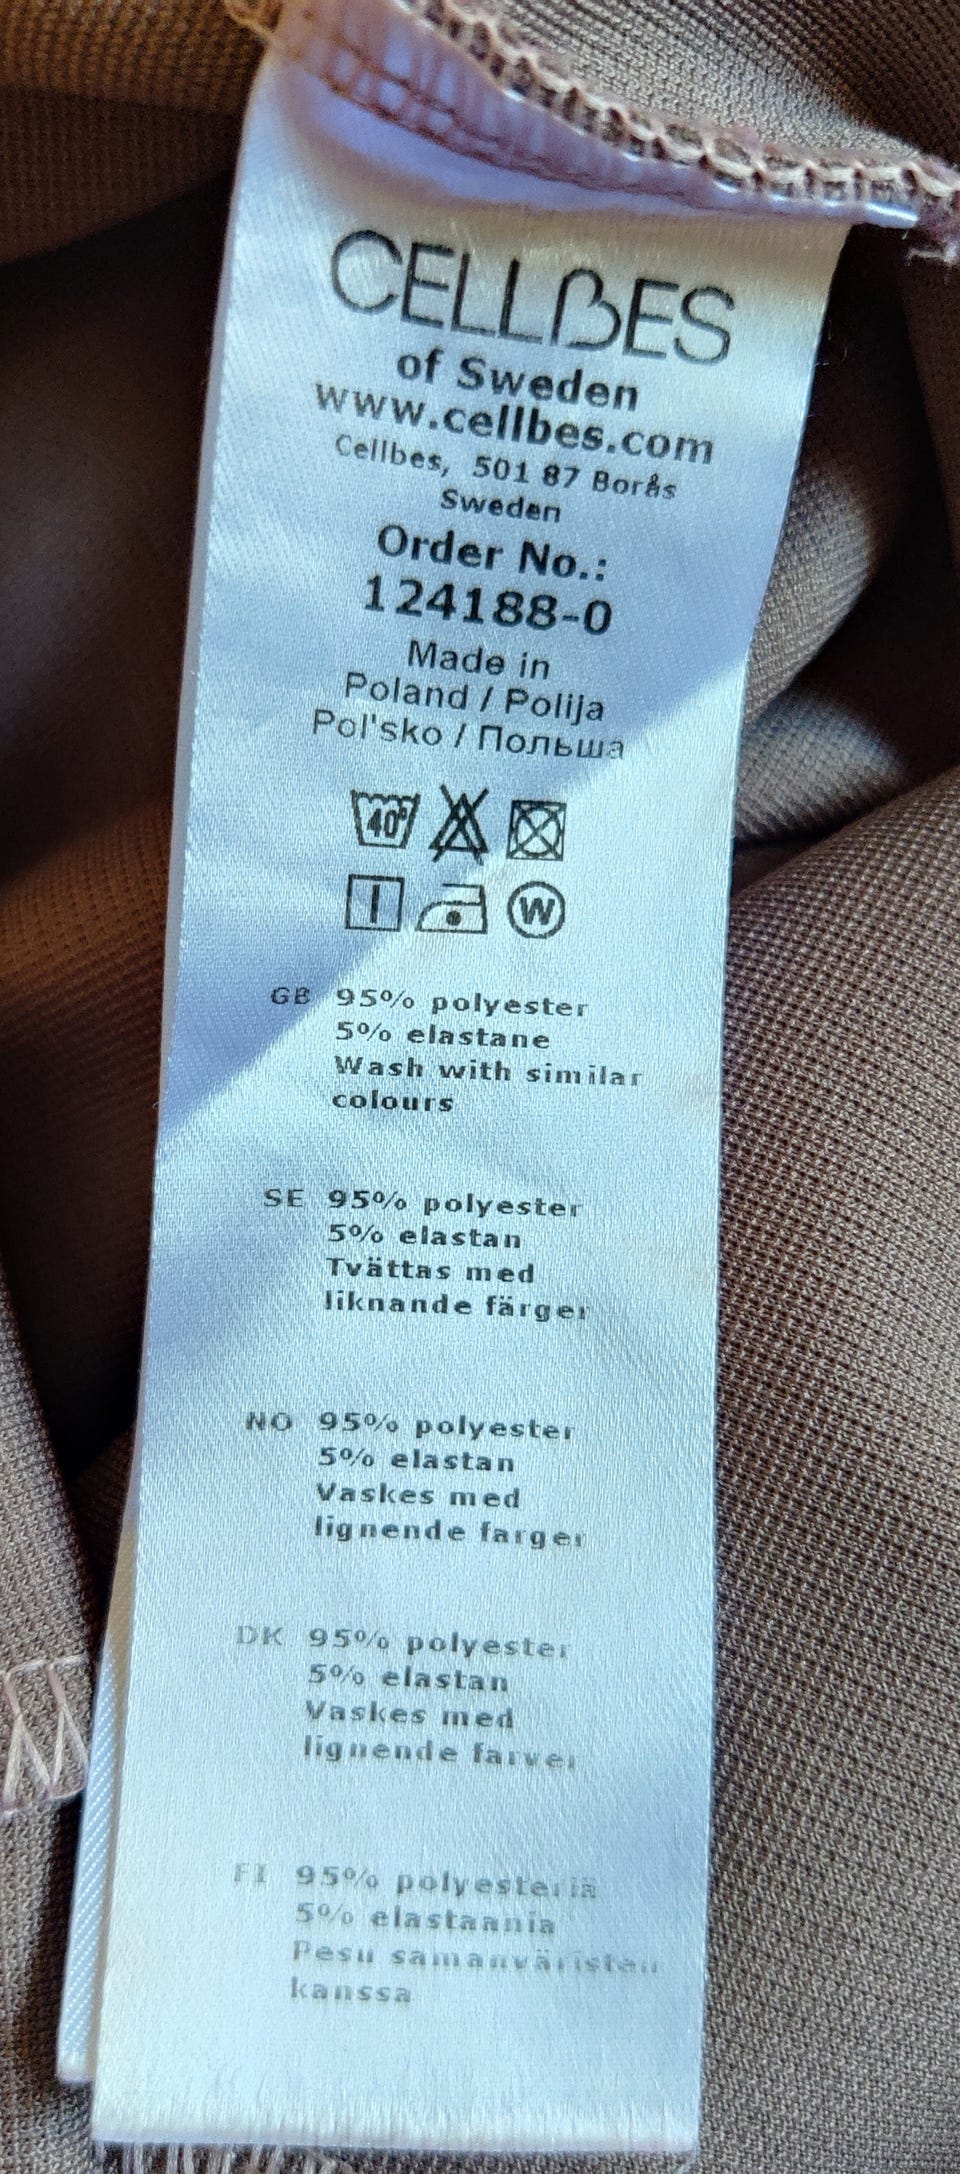 CELLBES
of Sweden
www.cellbes.com
Cellbes, 501 87 Borås
Sweden
Order No.:
124188-0
Made in
Poland / Polija
Pol'sko / Польша
40°
W
GB 95% polyester
5% elastane
Wash with similar
colours
SE 95% polyester
5% elastan
Tvättas med
liknande färger
NO 95% polyester
5% elastan
Vaskes med
lignende farger
DK 95% polyester
5% elastan
Vaskes med
lignende farver
FI 95% polyesteriä
5% elastaania
Pesu samanväristen
kanssa